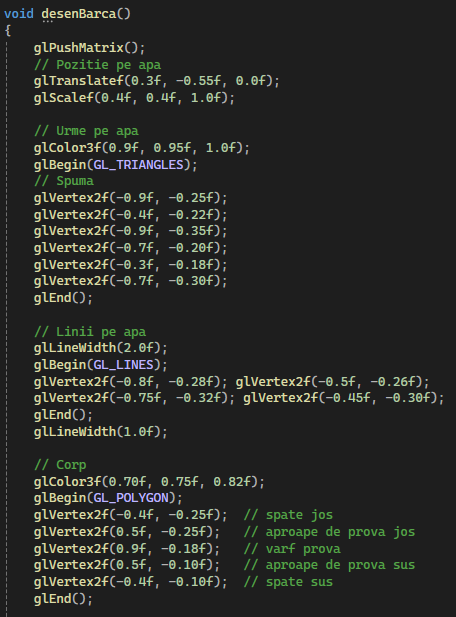 void desenBarca()
{
    glPushMatrix();
    // Pozitie pe apa
    glTranslatef(0.3f, -0.55f, 0.0f);
    glScalef(0.4f, 0.4f, 1.0f);

    // Urme pe apa
    glColor3f(0.9f, 0.95f, 1.0f);
    glBegin(GL_TRIANGLES);
    // Spuma
    glVertex2f(-0.9f, -0.25f);
    glVertex2f(-0.4f, -0.22f);
    glVertex2f(-0.9f, -0.35f);
    glVertex2f(-0.7f, -0.20f);
    glVertex2f(-0.3f, -0.18f);
    glVertex2f(-0.7f, -0.30f);
    glEnd();

    // Linii pe apa
    glLineWidth(2.0f);
    glBegin(GL_LINES);
    glVertex2f(-0.8f, -0.28f); glVertex2f(-0.5f, -0.26f);
    glVertex2f(-0.75f, -0.32f); glVertex2f(-0.45f, -0.30f);
    glEnd();
    glLineWidth(1.0f);

    // Corp
    glColor3f(0.70f, 0.75f, 0.82f);
    glBegin(GL_POLYGON);
    glVertex2f(-0.4f, -0.25f);  // spate jos
    glVertex2f(0.5f, -0.25f);   // aproape de prova jos
    glVertex2f(0.9f, -0.18f);   // varf prova
    glVertex2f(0.5f, -0.10f);   // aproape de prova sus
    glVertex2f(-0.4f, -0.10f);  // spate sus
    glEnd();